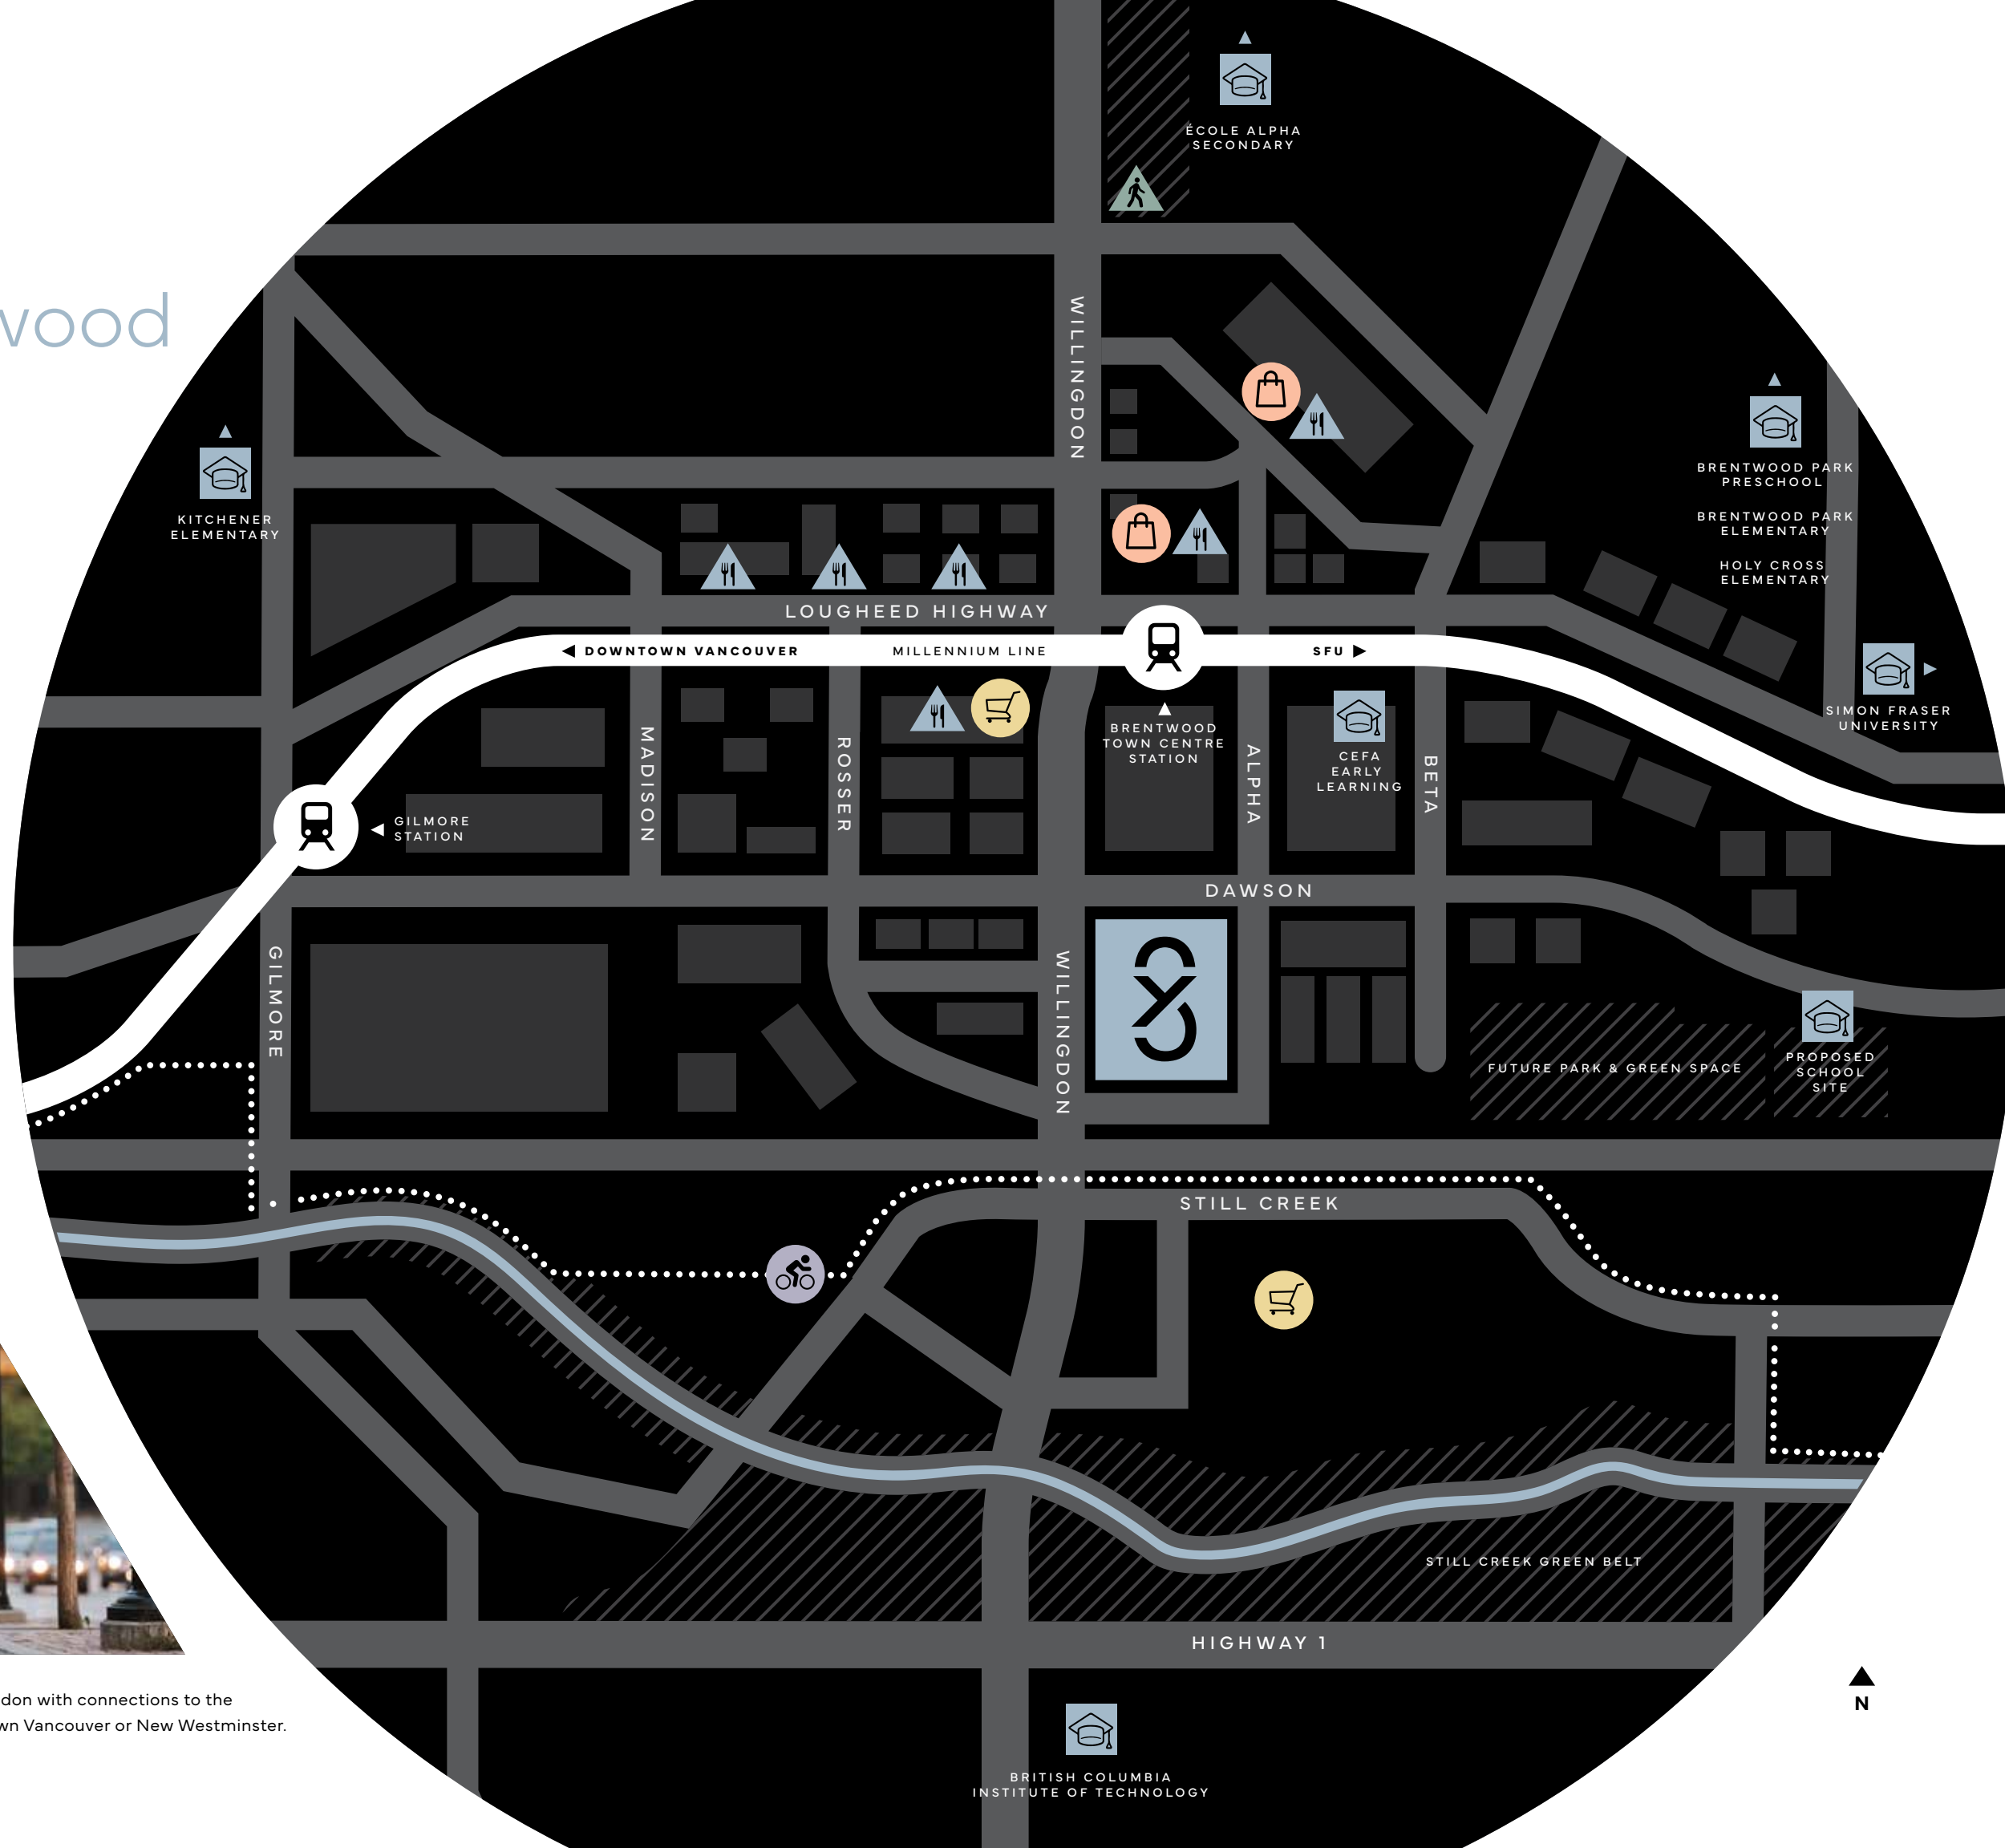 ÉCOLE ALPHA
SECONDARY
wood
WILLINGDON
BRENTWOOD PARK
PRESCHOOL
BRENTWOOD PARK
ELEMENTARY
HOLY CROSS
ELEMENTARY
KITCHENER
ELEMENTARY
LOUGHEED HIGHWAY
DOWNTOWN VANCOUVER
MILLENNIUM LINE
SFU
SIMON FRASER
UNIVERSITY
BRENTWOOD
TOWN CENTRE
STATION
CEFA
EARLY
LEARNING
MADISON
ROSSER
ALPHA
BETA
GILMORE
STATION
DAWSON
GILMORE
WILLINGDON
FUTURE PARK & GREEN SPACE
PROPOSED
SCHOOL
SITE
STILL CREEK
STILL CREEK GREEN BELT
HIGHWAY 1
N
don with connections to the
wn Vancouver or New Westminster.
BRITISH COLUMBIA
INSTITUTE OF TECHNOLOGY